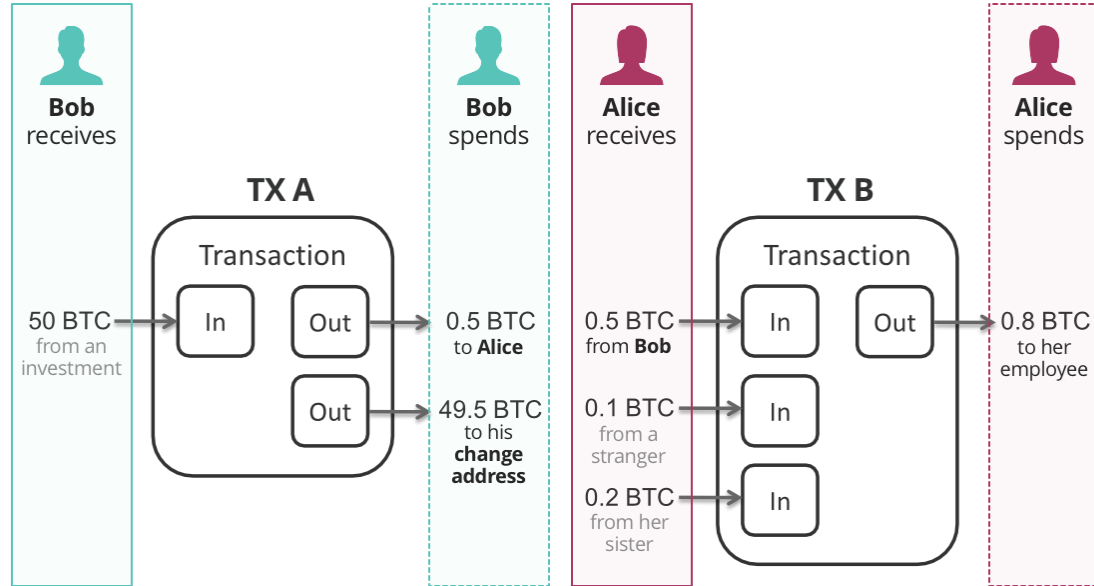 Bob
receives
Bob
spends
Alice
receives
Alice
spends
TX A
Transaction
50 BTC
from an
investment
In
Out
0.5 BTC
to Alice
Out
49.5 BTC
to his
change
address
TX B
Transaction
0.5 BTC
from Bob
In
Out
0.8 BTC
to her
employee
0.1 BTC
from a
stranger
In
0.2 BTC
from her
sister
In